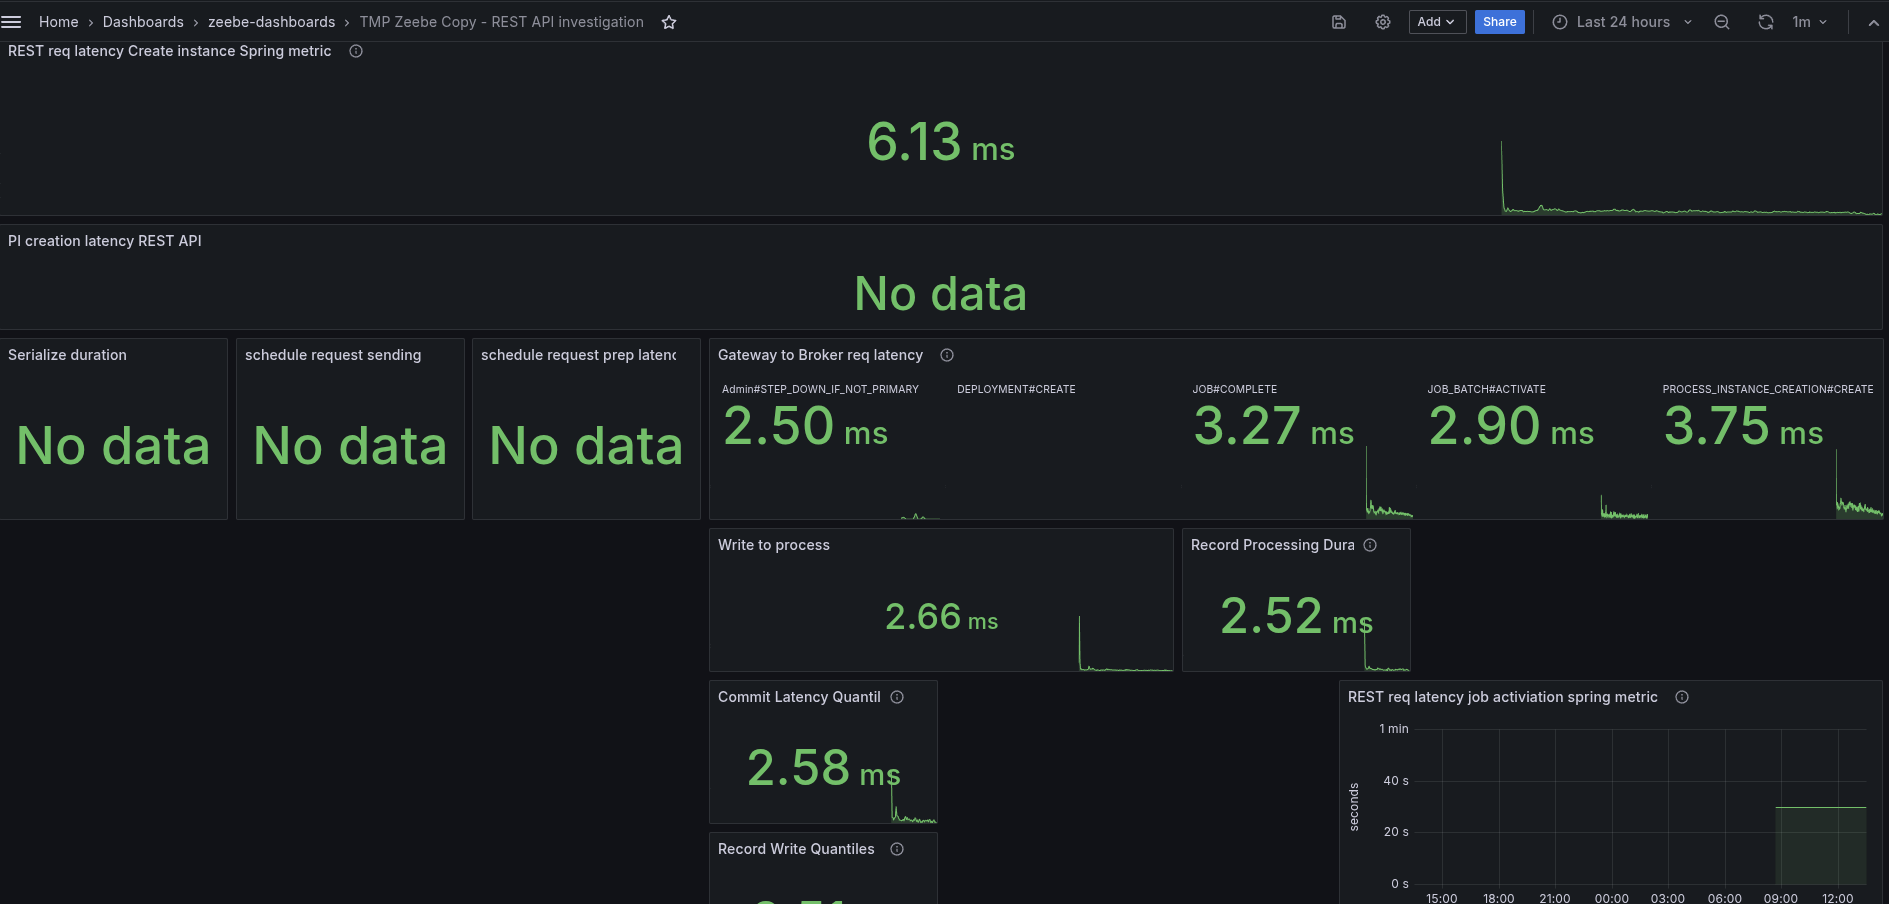 Home › Dashboards › zeebe-dashboards › TMP Zeebe Copy - REST API investigation
Add
Share
Last 24 hours
1m
REST req latency Create instance Spring metric
6.13 ms
PI creation latency REST API
No data
Serialize duration
No data
schedule request sending
No data
schedule request prep latenc
No data
Gateway to Broker req latency
Admin#STEP_DOWN_IF_NOT_PRIMARY
2.50 ms
DEPLOYMENT#CREATE
JOB#COMPLETE
3.27 ms
JOB_BATCH#ACTIVATE
2.90 ms
PROCESS_INSTANCE_CREATION#CREATE
3.75 ms
Write to process
2.66 ms
Record Processing Dura
2.52 ms
Commit Latency Quantil
2.58 ms
Record Write Quantiles
REST req latency job activiation spring metric
seconds
1 min
40 s
20 s
0 s
15:00 18:00 21:00 00:00 03:00 06:00 09:00 12:00